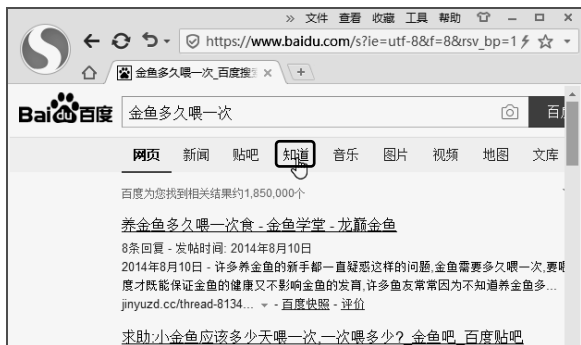 » 文件 查看 收藏 工具 帮助
https://www.baidu.com/s?ie=utf-8&f=8&rsv_bp=1
金鱼多久喂一次_百度搜
Bai百度 金鱼多久喂一次 百
网页 新闻 贴吧 知道 音乐 图片 视频 地图 文库
百度为您找到相关结果约1,850,000个
养金鱼多久喂一次食 - 金鱼学堂 - 龙巅金鱼
8条回复 - 发帖时间: 2014年8月10日
2014年8月10日 - 许多养金鱼的新手都一直疑惑这样的问题,金鱼需要多久喂一次,要
度才既能保证金鱼的健康又不影响金鱼的发育,许多鱼友常常因为不知道养金鱼多...
jinyuzd.cc/thread-8134... - 百度快照 - 评价
求助:小金鱼应该多少天喂一次,一次喂多少?_金鱼吧_百度贴吧